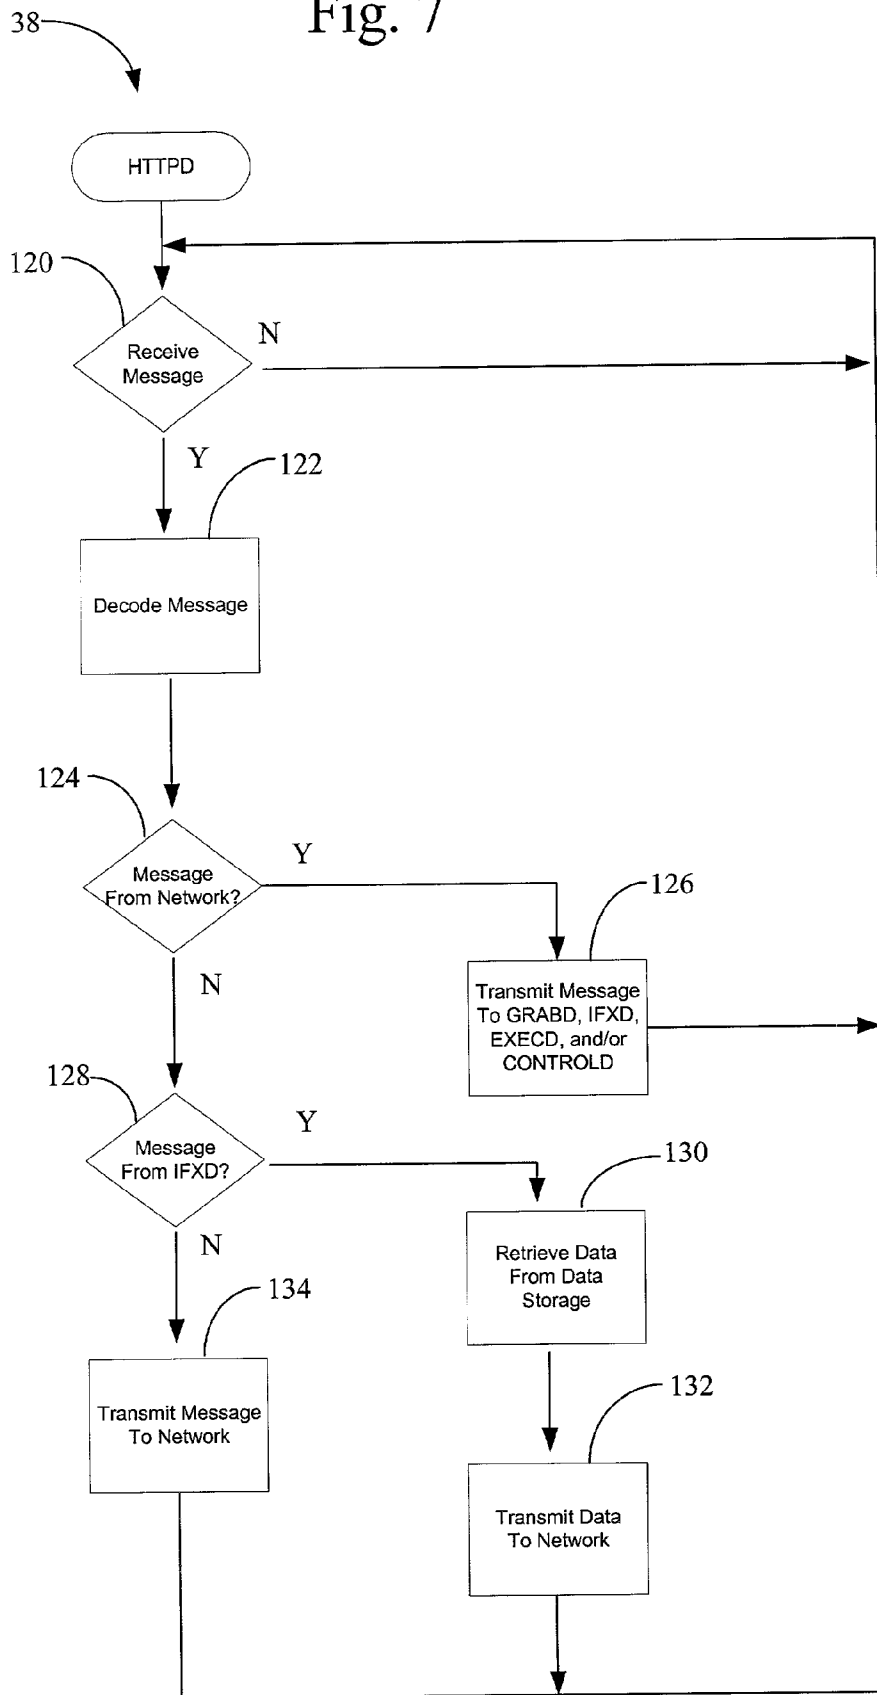 Fig. 7
38
HTTPD
120
N
Receive
Message
Y
122
Decode Message
124
Y
Message
From Network?
126
N
Transmit Message
To GRABD, IFXD,
EXECD, and/or
CONTROLD
128
Y
Message
From IFXD?
130
N
Retrieve Data
From Data
Storage
134
132
Transmit Message
To Network
Transmit Data
To Network